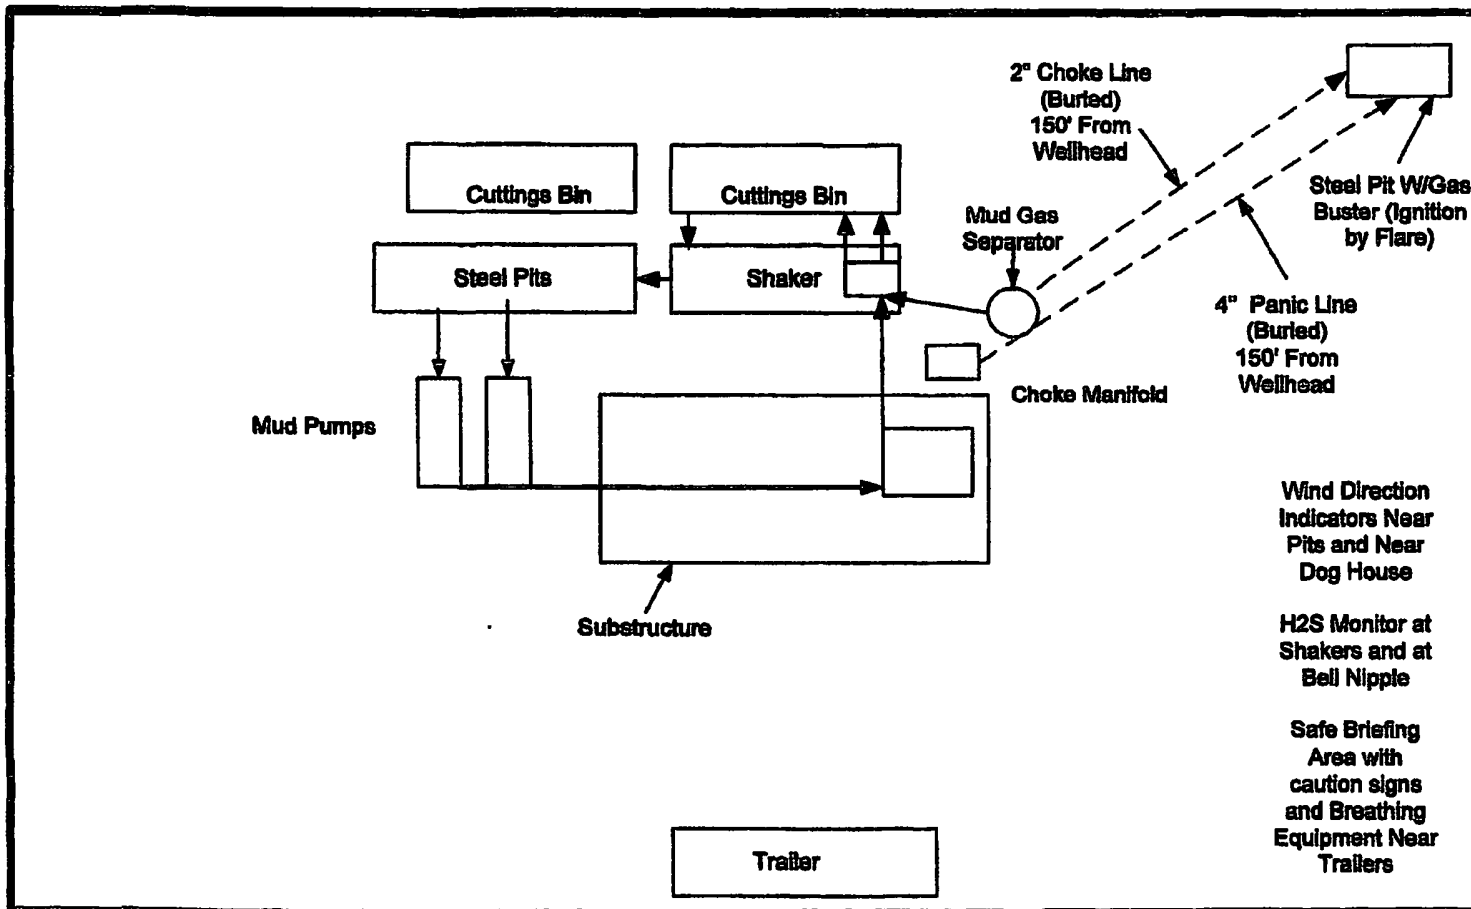 2" Choke Line
(Buried)
150' From
Wellhead
Cuttings Bin
Cuttings Bin
Steel Pit W/Gas
Buster (Ignition
by Flare)
Mud Gas
Separator
Steel Pits
Shaker
4" Panic Line
(Buried)
150' From
Wellhead
Choke Manifold
Mud Pumps
Wind Direction
Indicators Near
Pits and Near
Dog House
Substructure
H2S Monitor at
Shakers and at
Bell Nipple
Safe Briefing
Area with
caution signs
and Breathing
Equipment Near
Trailers
Trailer